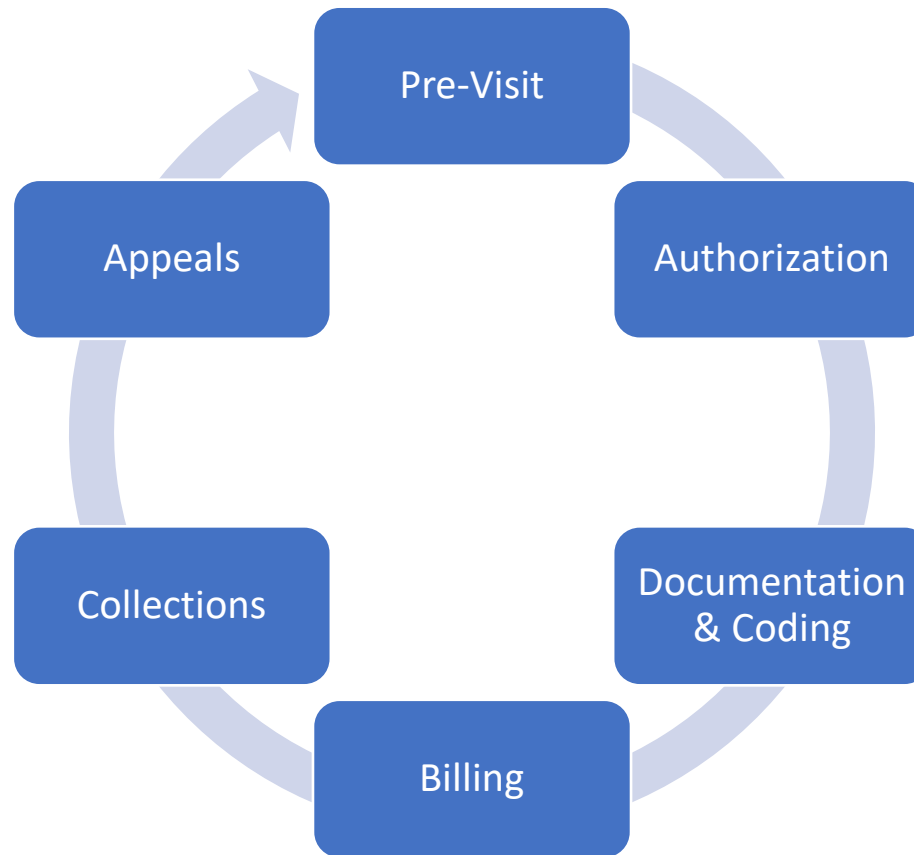 Pre-Visit
Authorization
Documentation
& Coding
Billing
Collections
Appeals